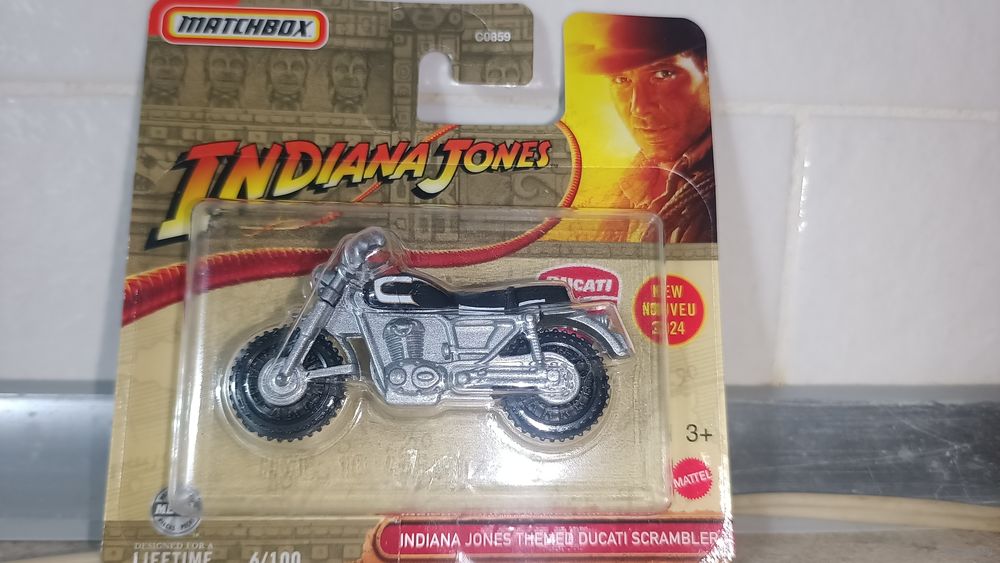 MATCHBOX
C0859
INDIANA JONES
DUCATI
NEW
NOUVEU
2024
3+
MATTEL
DESIGNED FOR A
LIFETIME
6/100
INDIANA JONES THEMED DUCATI SCRAMBLER